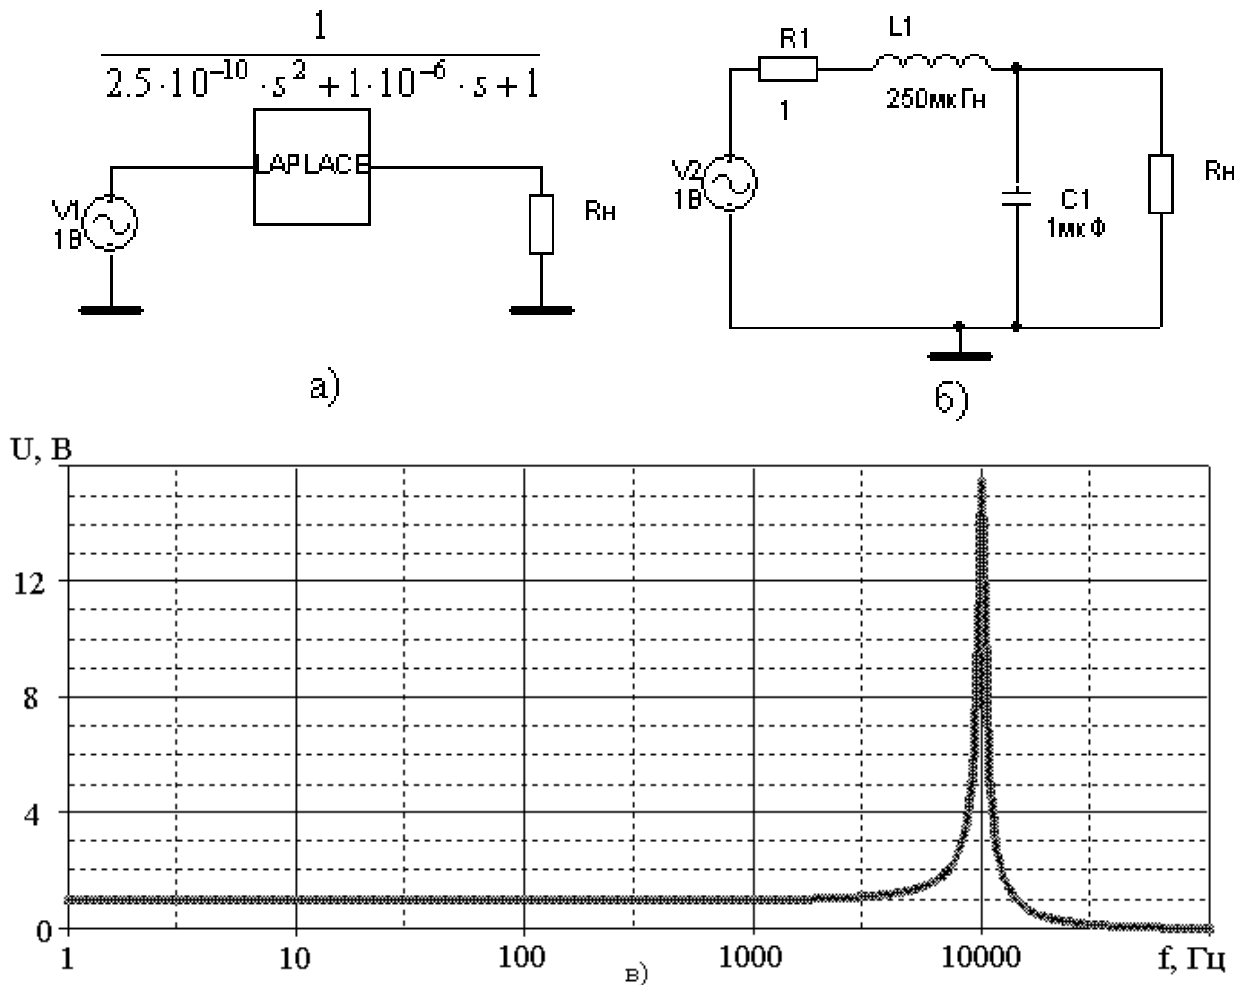 1
2.5·10⁻¹⁰·s²+1·10⁻⁶·s+1
LAPLACE
V1
1В
Rн
а)
R1
1
L1
250мкГн
V2
1В
C1
1мкФ
Rн
б)
U, В
12
8
4
0
1 10 100 1000 10000 f, Гц
в)